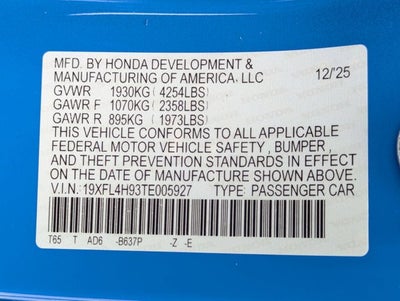 MFD. BY HONDA DEVELOPMENT &
MANUFACTURING OF AMERICA, LLC 12/'25
GVWR 1930KG (4254LBS)
GAWR F 1070KG (2358LBS)
GAWR R 895KG (1973LBS)
THIS VEHICLE CONFORMS TO ALL APPLICABLE
FEDERAL MOTOR VEHICLE SAFETY , BUMPER ,
AND THEFT PREVENTION STANDARDS IN EFFECT
ON THE DATE OF MANUFACTURE SHOWN ABOVE.
V.I.N: 19XFL4H93TE005927 TYPE: PASSENGER CAR
T65 T AD6 -B637P -Z -E